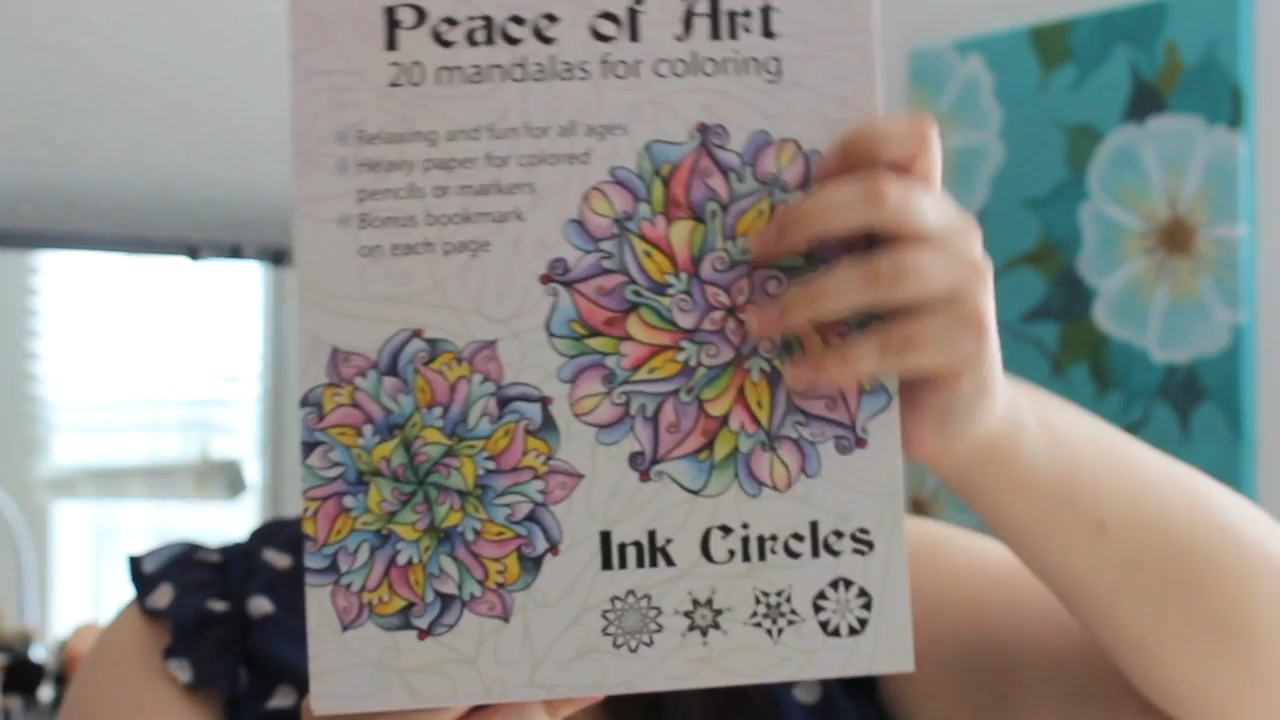 Peace of Art
20 mandalas for coloring
Relaxing and fun for all ages
Heavy paper for colored
pencils or markers
Bonus bookmark
on each page
Ink Circles